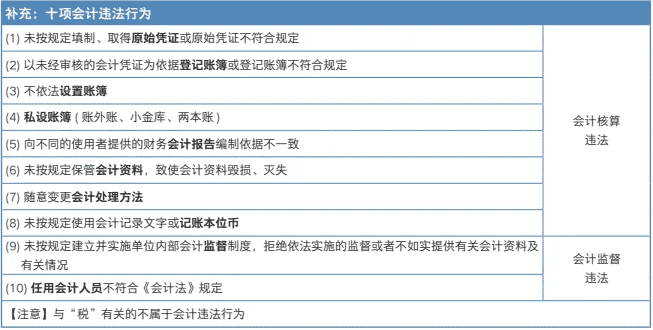 补充：十项会计违法行为
(1) 未按规定填制、取得原始凭证或原始凭证不符合规定
(2) 以未经审核的会计凭证为依据登记账簿或登记账簿不符合规定
(3) 不依法设置账簿
(4) 私设账簿 ( 账外账、小金库、两本账 )
(5) 向不同的使用者提供的财务会计报告编制依据不一致
(6) 未按规定保管会计资料，致使会计资料毁损、灭失
(7) 随意变更会计处理方法
(8) 未按规定使用会计记录文字或记账本位币
会计核算
违法
(9) 未按规定建立并实施单位内部会计监督制度，拒绝依法实施的监督或者不如实提供有关会计资料及
有关情况
(10) 任用会计人员不符合《会计法》规定
会计监督
违法
【注意】与“税”有关的不属于会计违法行为